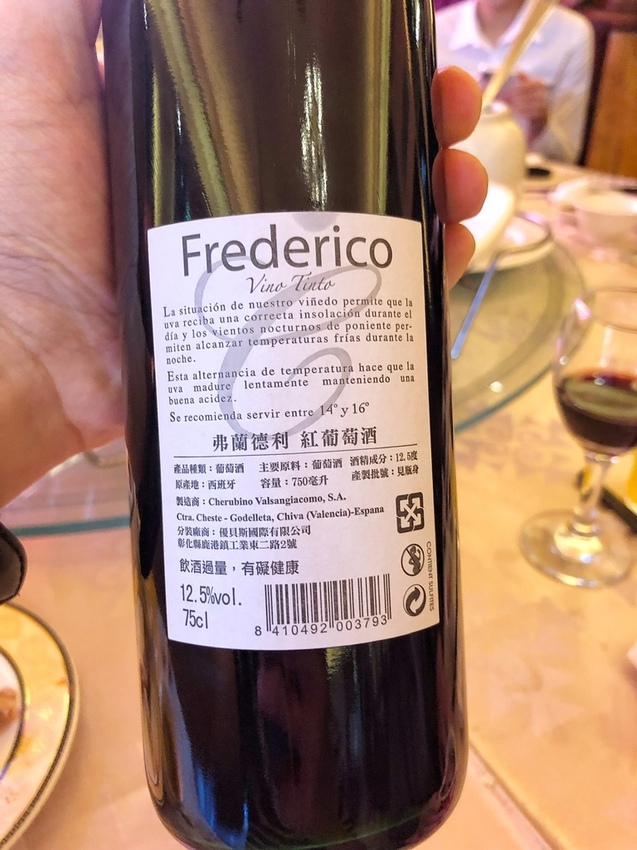 Frederico
Vino Tinto
La situación de nuestro viñedo permite que la
uva reciba una correcta insolación durante el
día y los vientos nocturnos de poniente per-
miten alcanzar temperaturas frías durante la
noche.
Esta alternancia de temperatura hace que la
uva madure lentamente manteniendo una
buena acidez.
Se recomienda servir entre 14º y 16º
弗蘭德利 紅葡萄酒
產品種類：葡萄酒 主要原料：葡萄酒 酒精成分：12.5度
原產地：西班牙 容量：750毫升 產製批號：見瓶身
製造商：Cherubino Valsangiacomo, S.A.
Ctra. Cheste - Godelleta, Chiva (Valencia)-Espana
分裝廠商：優貝斯國際有限公司
彰化縣鹿港鎮工業東二路2號
飲酒過量，有礙健康
12.5%vol.
75cl
8 410492 003793
CONTIENE SULFITES